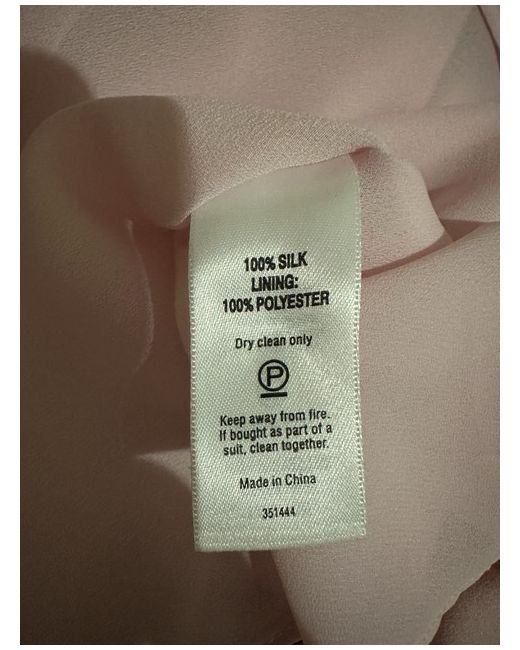 100% SILK
LINING:
100% POLYESTER
Dry clean only
P
Keep away from fire.
If bought as part of a
suit, clean together.
Made in China
351444